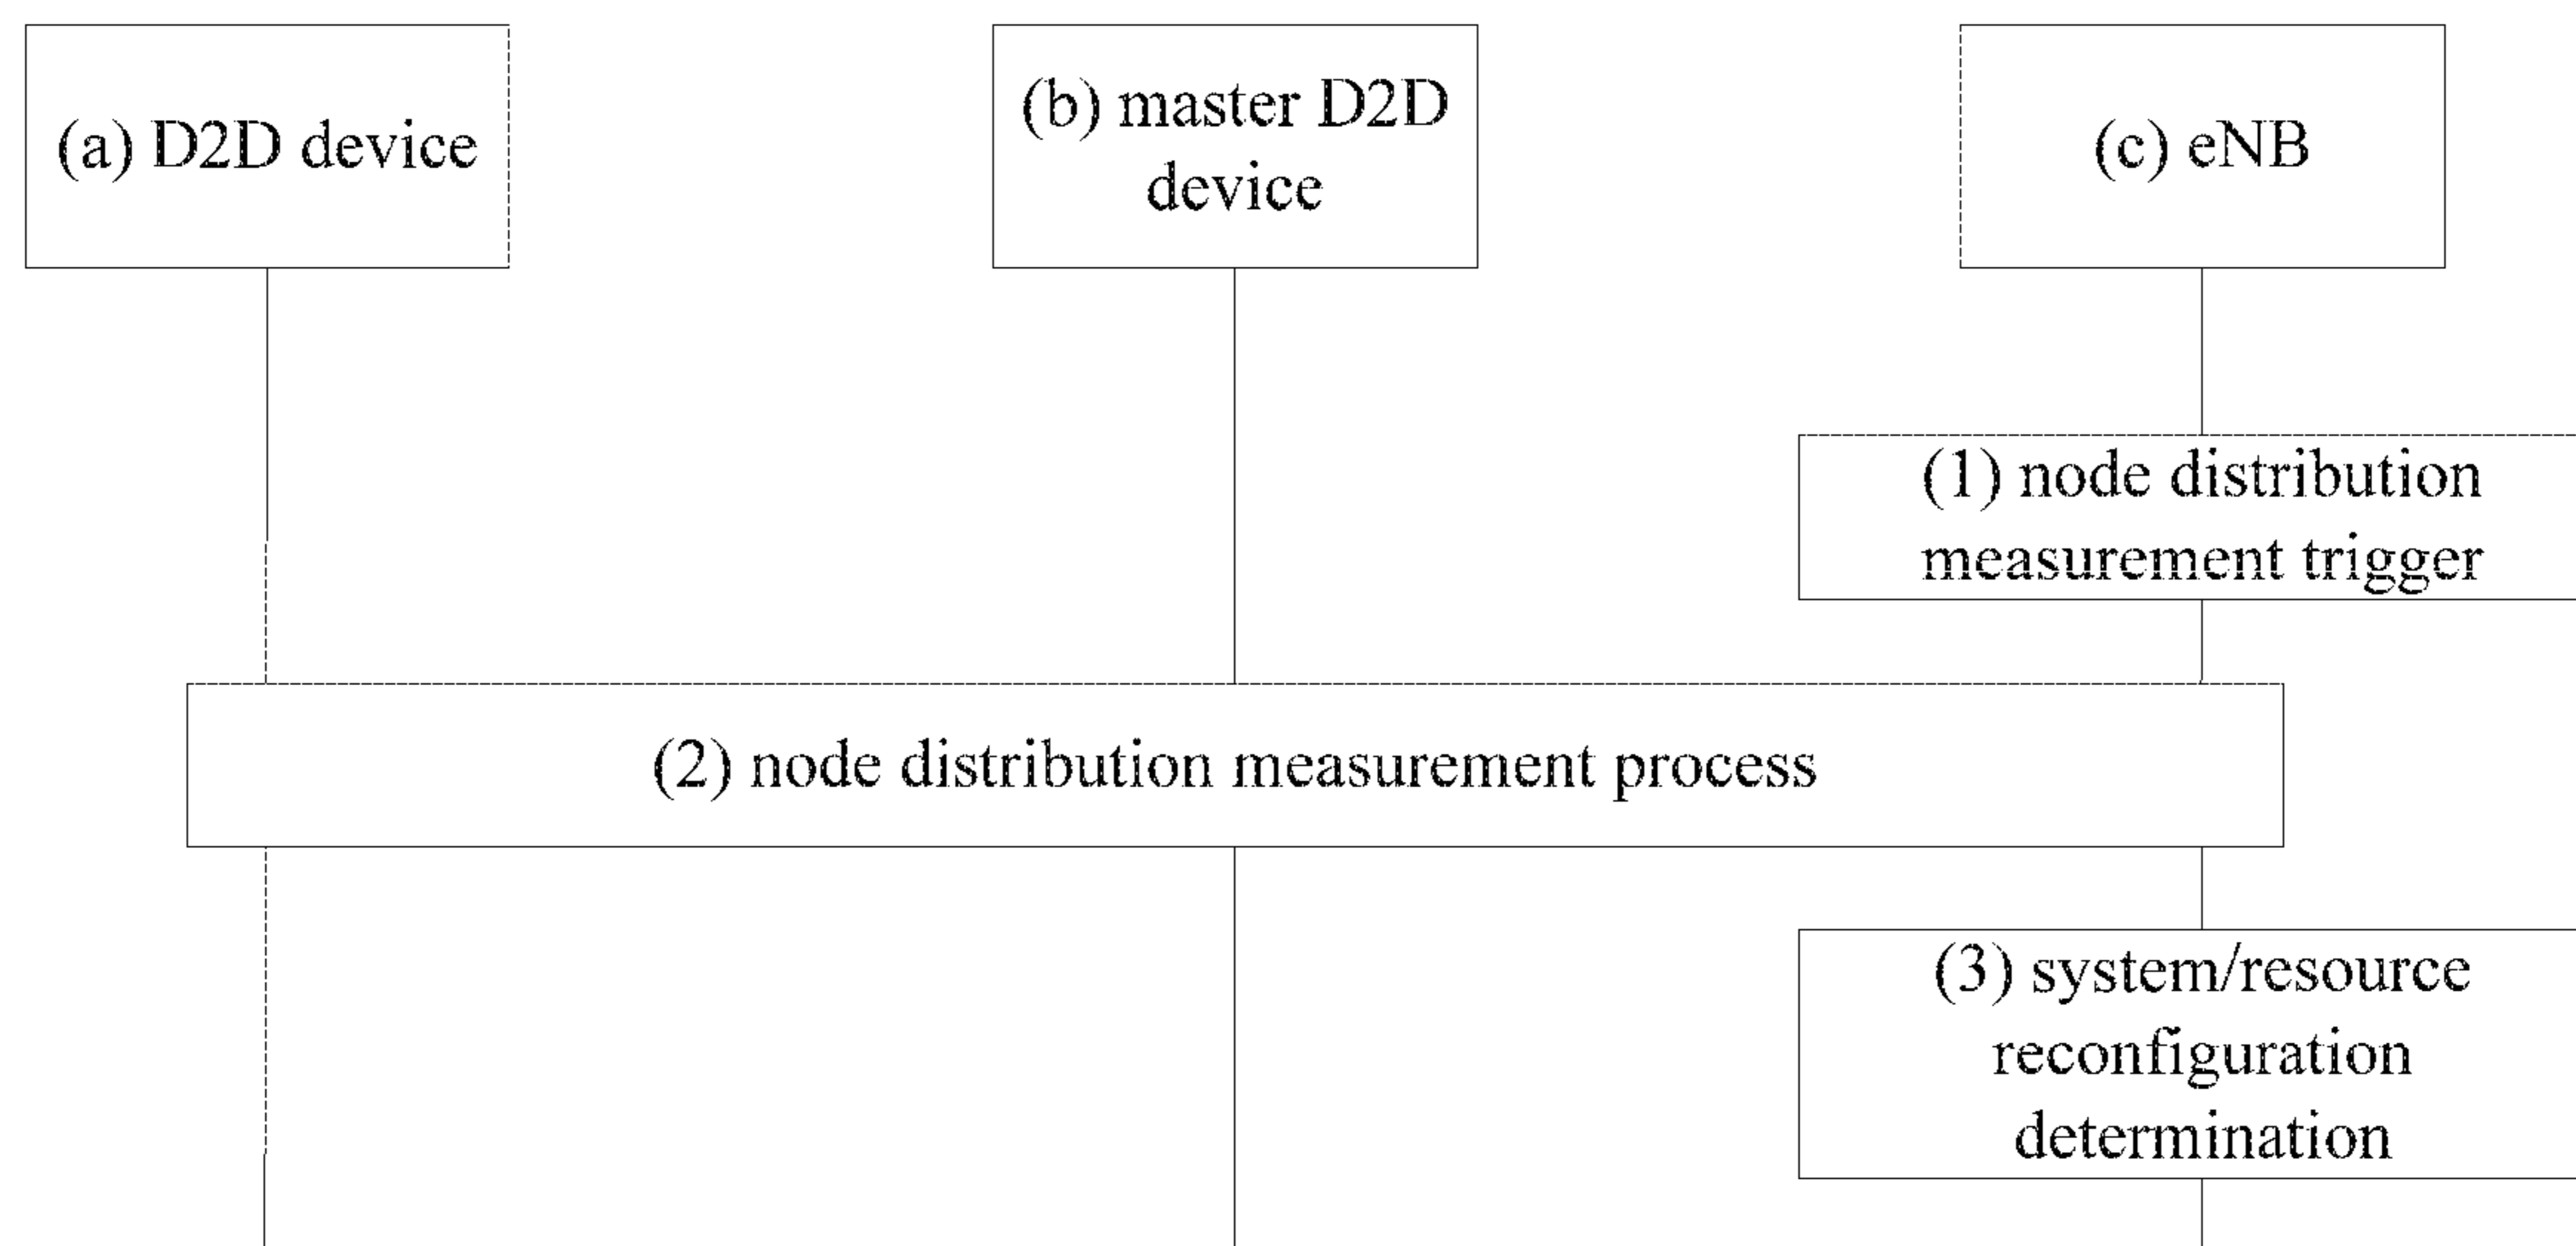 (a) D2D device
(b) master D2D
device
(c) eNB
(1) node distribution
measurement trigger
(2) node distribution measurement process
(3) system/resource
reconfiguration
determination